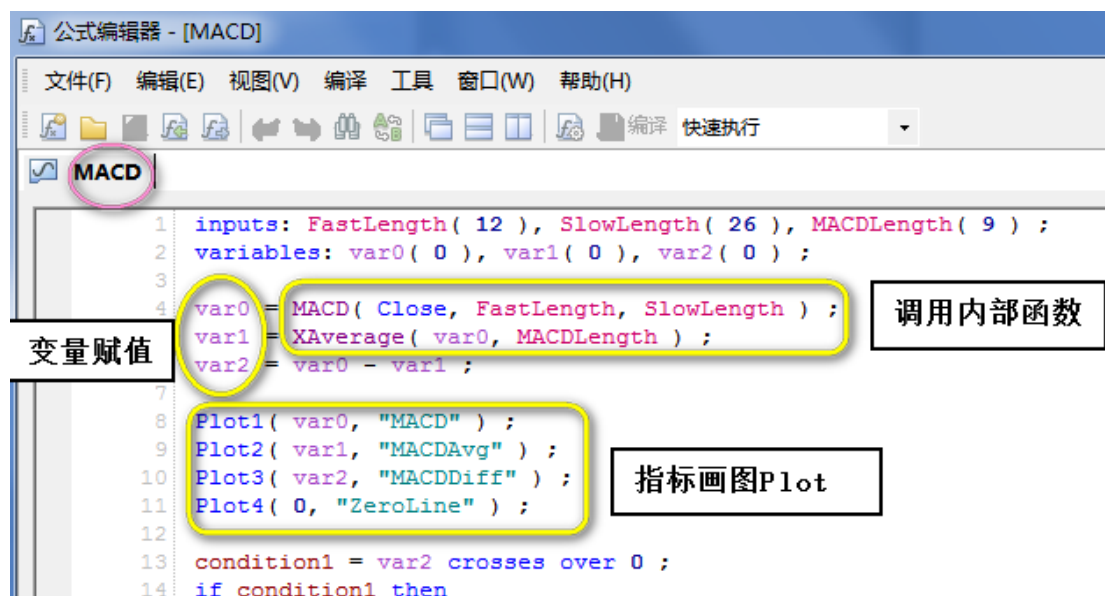 公式编辑器 - [MACD]
文件(F) 编辑(E) 视图(V) 编译 工具 窗口(W) 帮助(H)
编译 快速执行
MACD
1 inputs: FastLength( 12 ), SlowLength( 26 ), MACDLength( 9 ) ;
2 variables: var0( 0 ), var1( 0 ), var2( 0 ) ;
3
4 var0 = MACD( Close, FastLength, SlowLength ) ;
调用内部函数
var1 = XAverage( var0, MACDLength ) ;
变量赋值
var2 = var0 - var1 ;
7
8 Plot1( var0, "MACD" ) ;
9 Plot2( var1, "MACDAvg" ) ;
10 Plot3( var2, "MACDDiff" ) ;
指标画图Plot
11 Plot4( 0, "ZeroLine" ) ;
12
13 condition1 = var2 crosses over 0 ;
14 if condition1 then